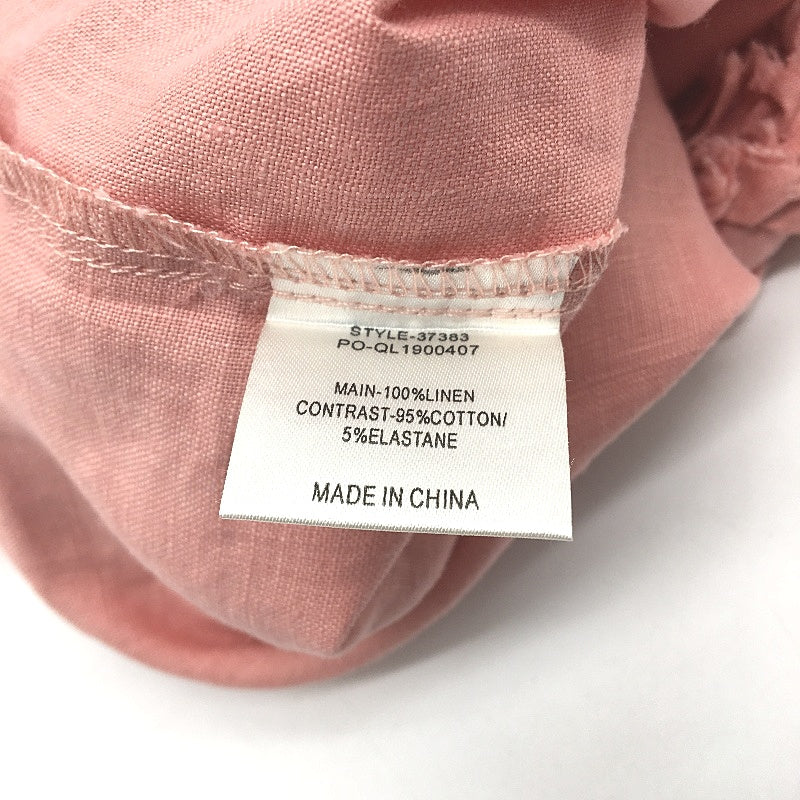 STYLE-37383
PO-QL1900407
MAIN-100%LINEN
CONTRAST-95%COTTON/
5%ELASTANE
MADE IN CHINA